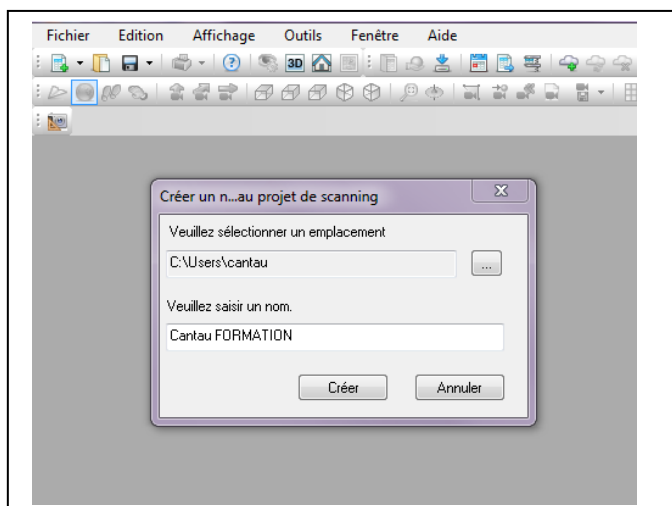 Fichier Edition Affichage Outils Fenêtre Aide
3D
Créer un n...au projet de scanning
Veuillez sélectionner un emplacement
C:\Users\cantau
...
Veuillez saisir un nom.
Cantau FORMATION
Créer Annuler